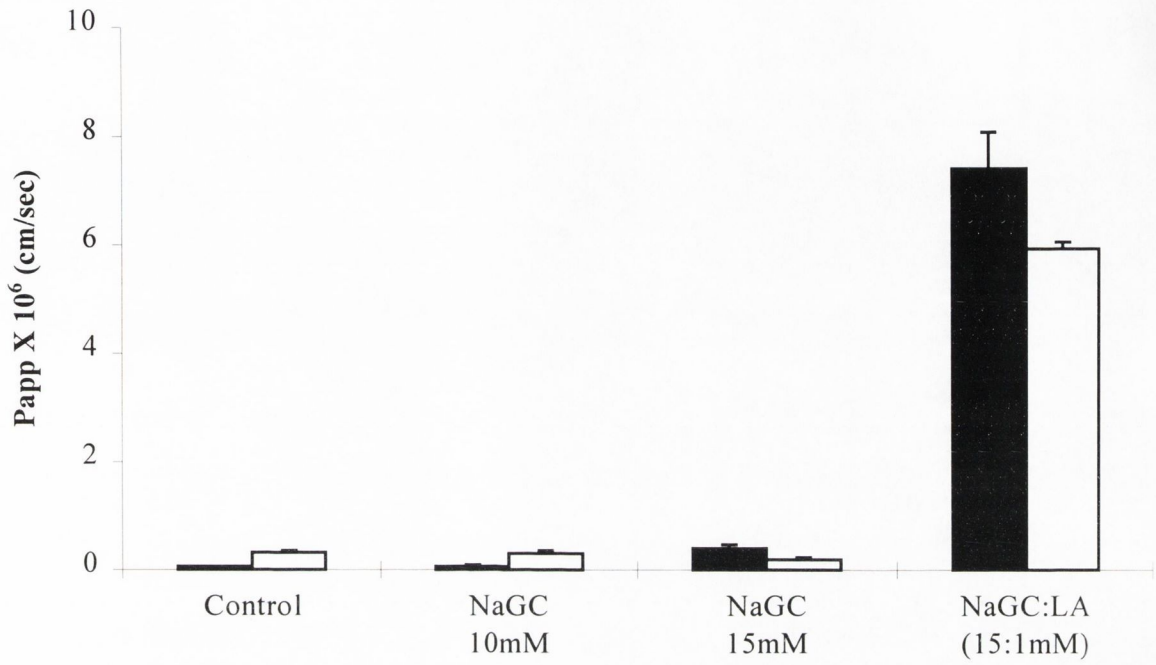 10
8
6
4
2
0
Papp X 10⁶ (cm/sec)
Control
NaGC
10mM
NaGC
15mM
NaGC:LA
(15:1mM)